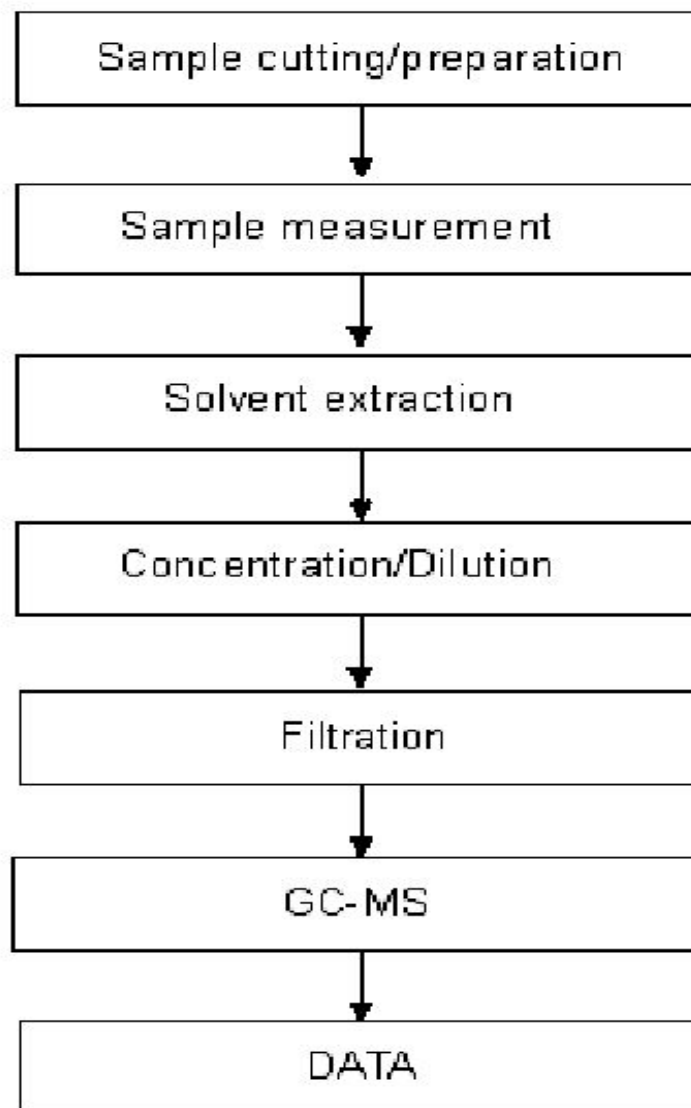 Sample cutting/preparation
Sample measurement
Solvent extraction
Concentration/Dilution
Filtration
GC-MS
DATA